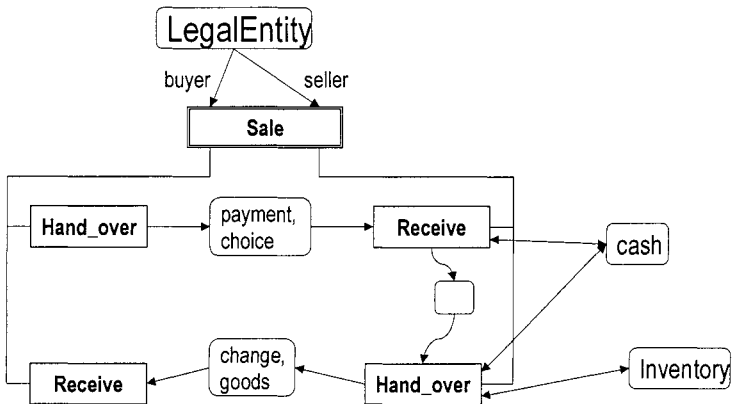 LegalEntity
buyer
seller
Sale
Hand_over
payment,
choice
Receive
cash
Receive
change,
goods
Hand_over
Inventory